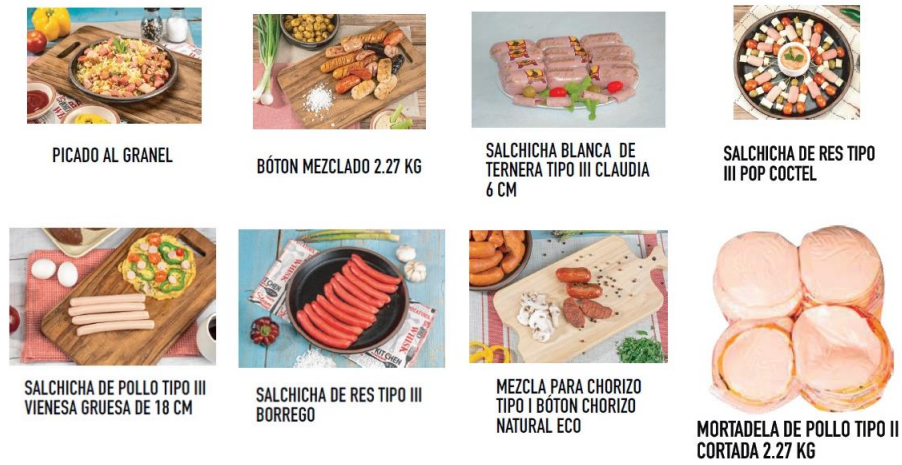 PICADO AL GRANEL
BÓTON MEZCLADO 2.27 KG
SALCHICHA BLANCA DE
TERNERA TIPO III CLAUDIA
6 CM
SALCHICHA DE RES TIPO
III POP COCTEL
SALCHICHA DE POLLO TIPO III
VIENESA GRUESA DE 18 CM
SALCHICHA DE RES TIPO III
BORREGO
WHISK
KITCHEN
MEZCLA PARA CHORIZO
TIPO I BÓTON CHORIZO
NATURAL ECO
MORTADELA DE POLLO TIPO II
CORTADA 2.27 KG